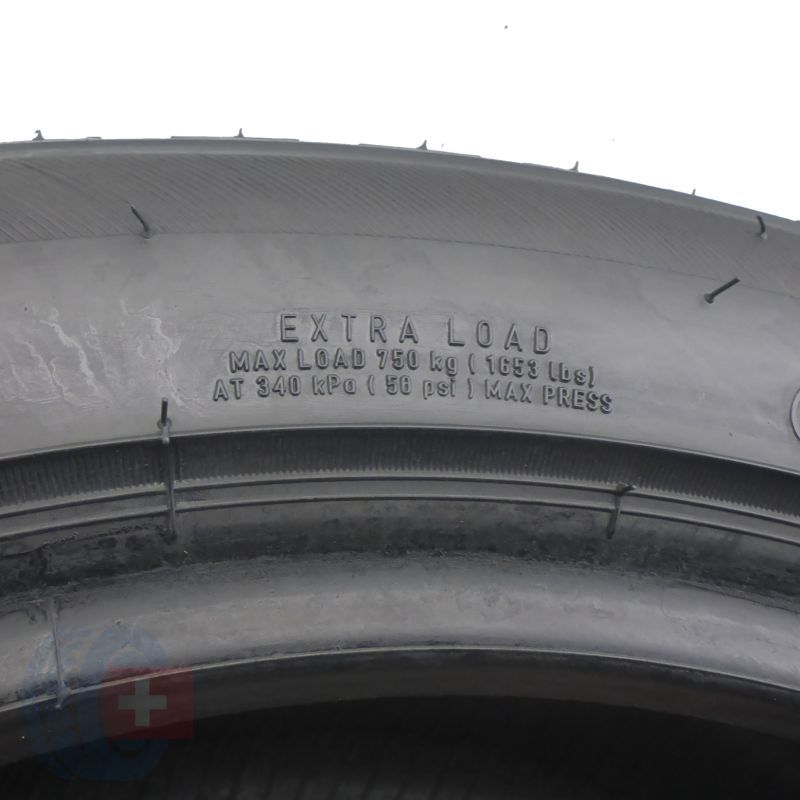 EXTRA LOAD
MAX LOAD 750 kg ( 1653 lbs)
AT 340 kPa ( 50 psi ) MAX PRESS